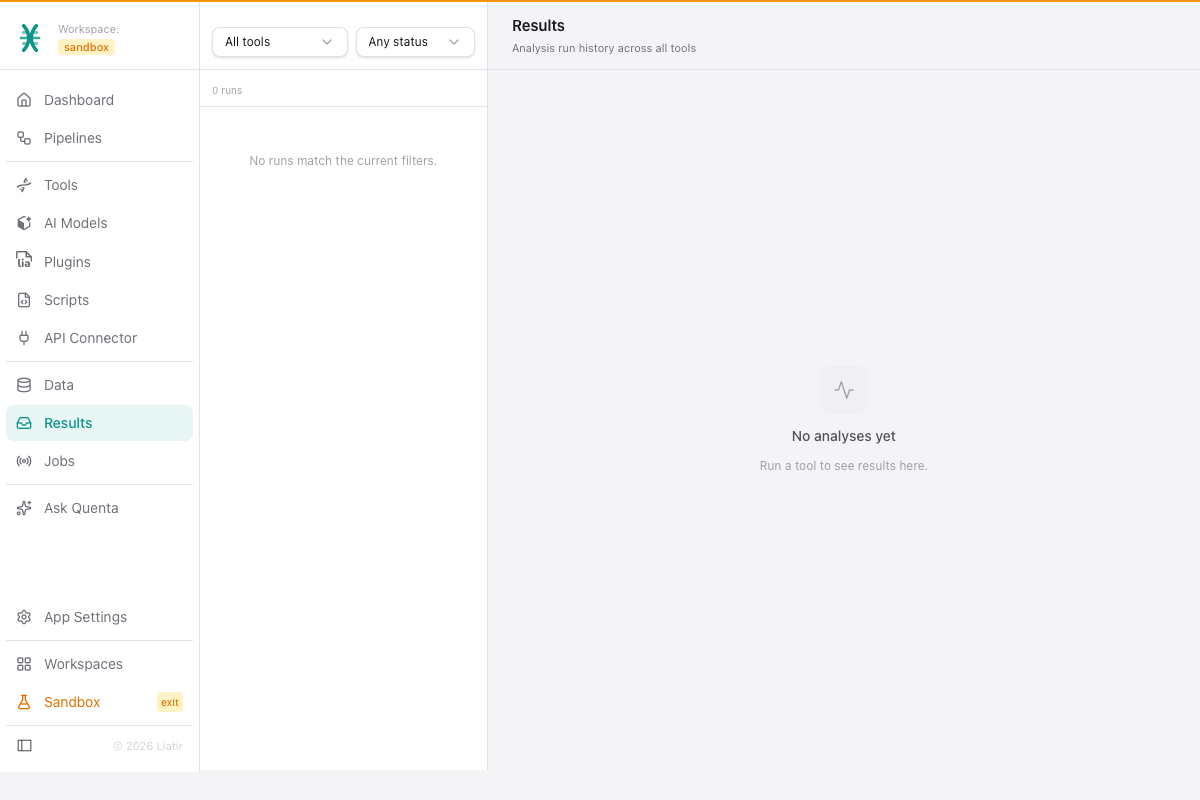 Workspace:
sandbox
Dashboard
Pipelines
Tools
AI Models
lia
Plugins
Scripts
API Connector
Data
Results
Jobs
Ask Quenta
App Settings
Workspaces
Sandbox
exit
© 2026 Liatir
All tools
Any status
0 runs
No runs match the current filters.
Results
Analysis run history across all tools
No analyses yet
Run a tool to see results here.